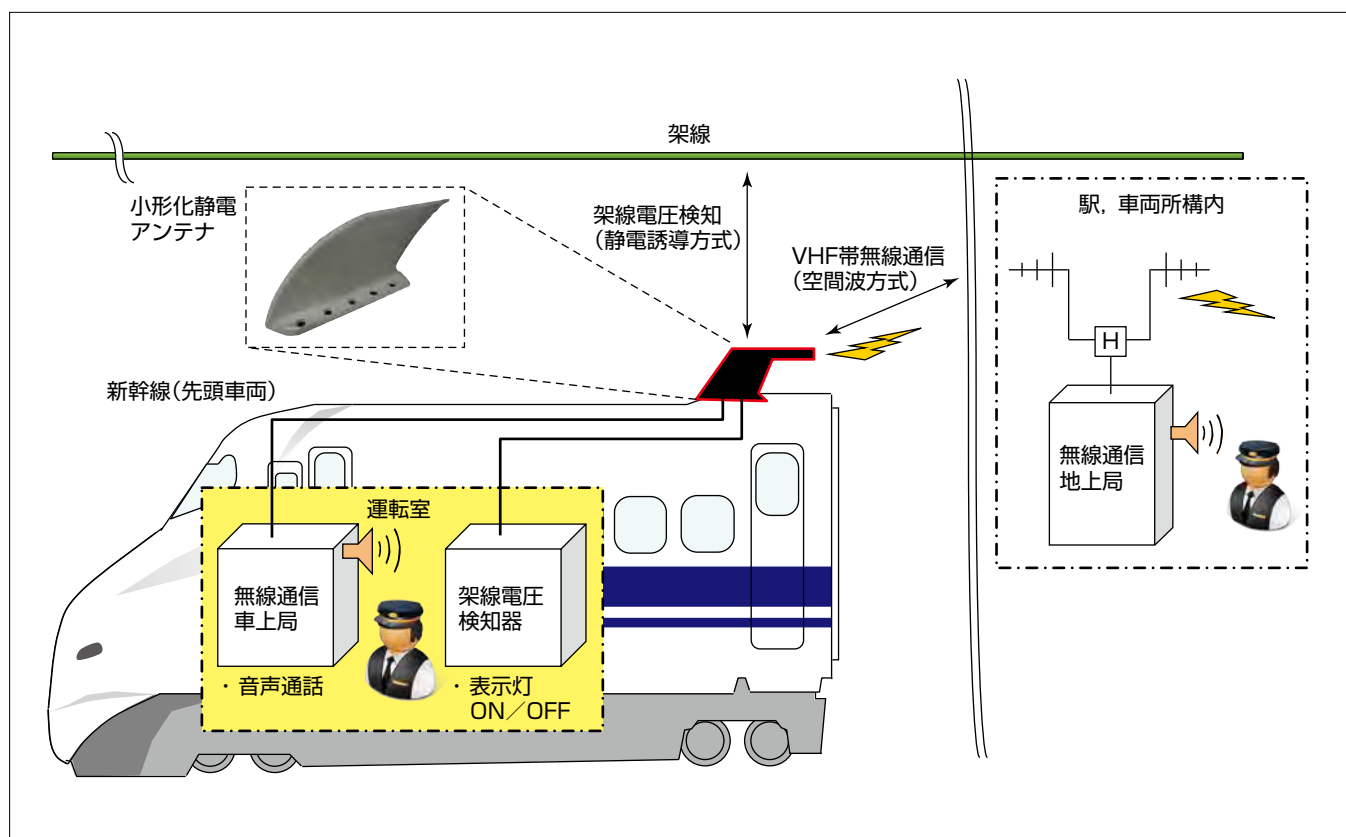 架線
小形化静電
アンテナ
架線電圧検知
(静電誘導方式)
VHF帯無線通信
(空間波方式)
駅,車両所構内
H
無線通信
地上局
新幹線(先頭車両)
運転室
無線通信
車上局
架線電圧
検知器
・音声通話
・表示灯
ON/OFF